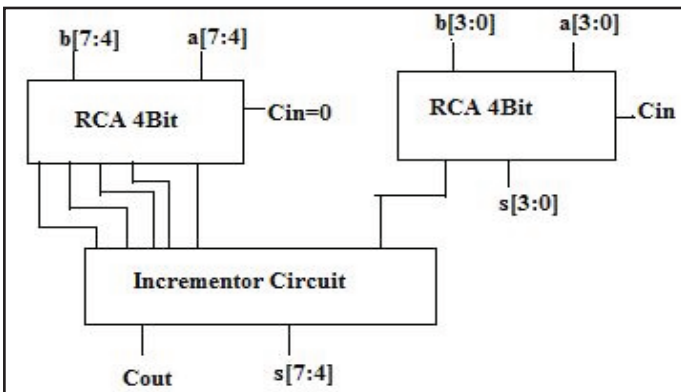 b[7:4] a[7:4] b[3:0] a[3:0]
RCA 4Bit Cin=0 RCA 4Bit Cin
s[3:0]
Incrementor Circuit
Cout s[7:4]